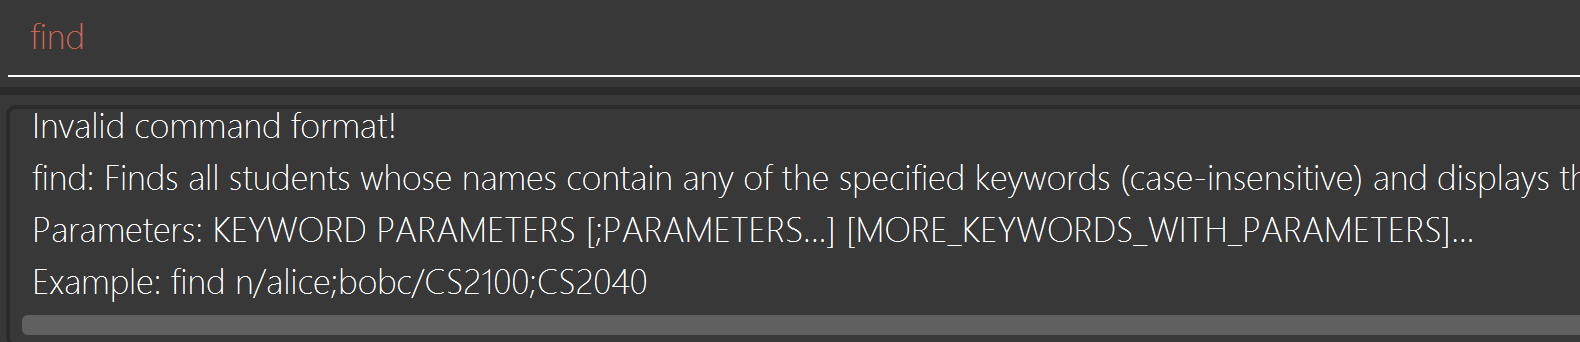 find
Invalid command format!
find: Finds all students whose names contain any of the specified keywords (case-insensitive) and displays
Parameters: KEYWORD PARAMETERS [;PARAMETERS...] [MORE_KEYWORDS_WITH_PARAMETERS]...
Example: find n/alice;bobc/CS2100;CS2040